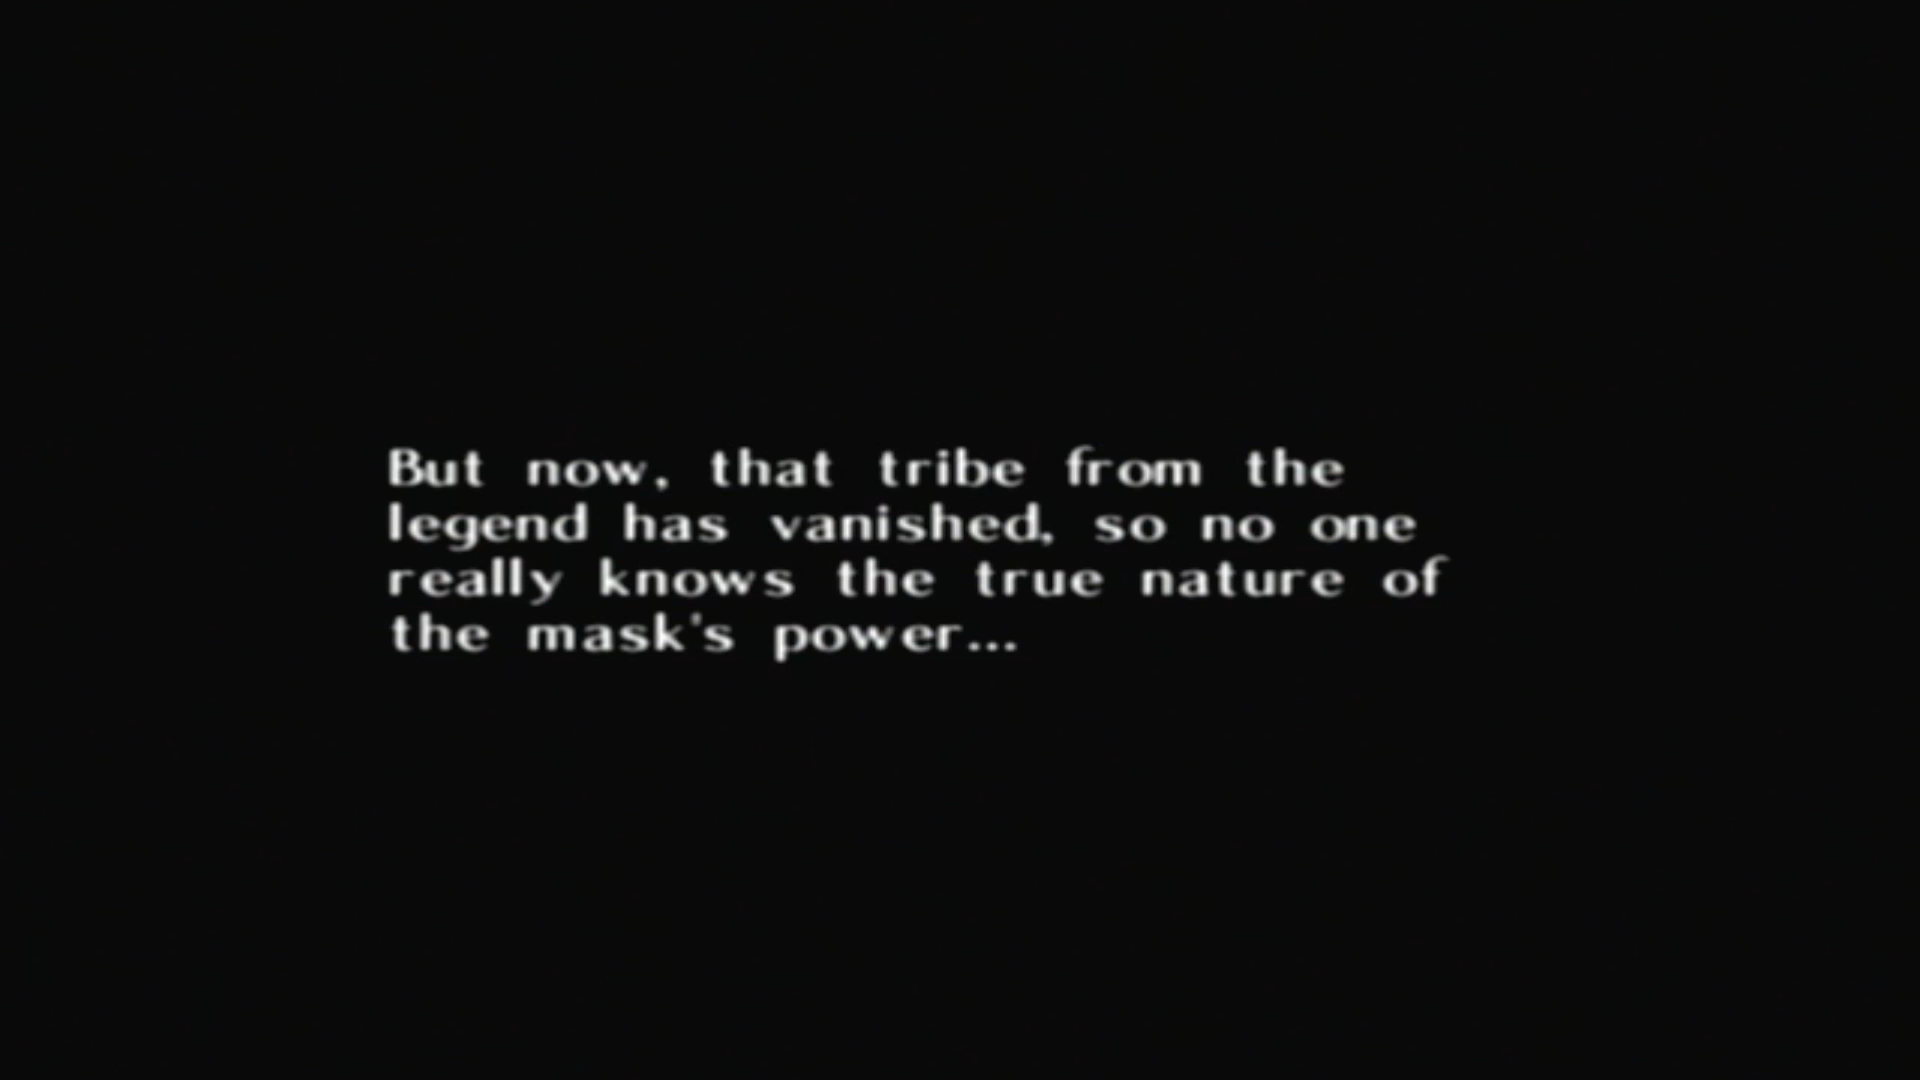 But now, that tribe from the
legend has vanished, so no one
really knows the true nature of
the mask's power...